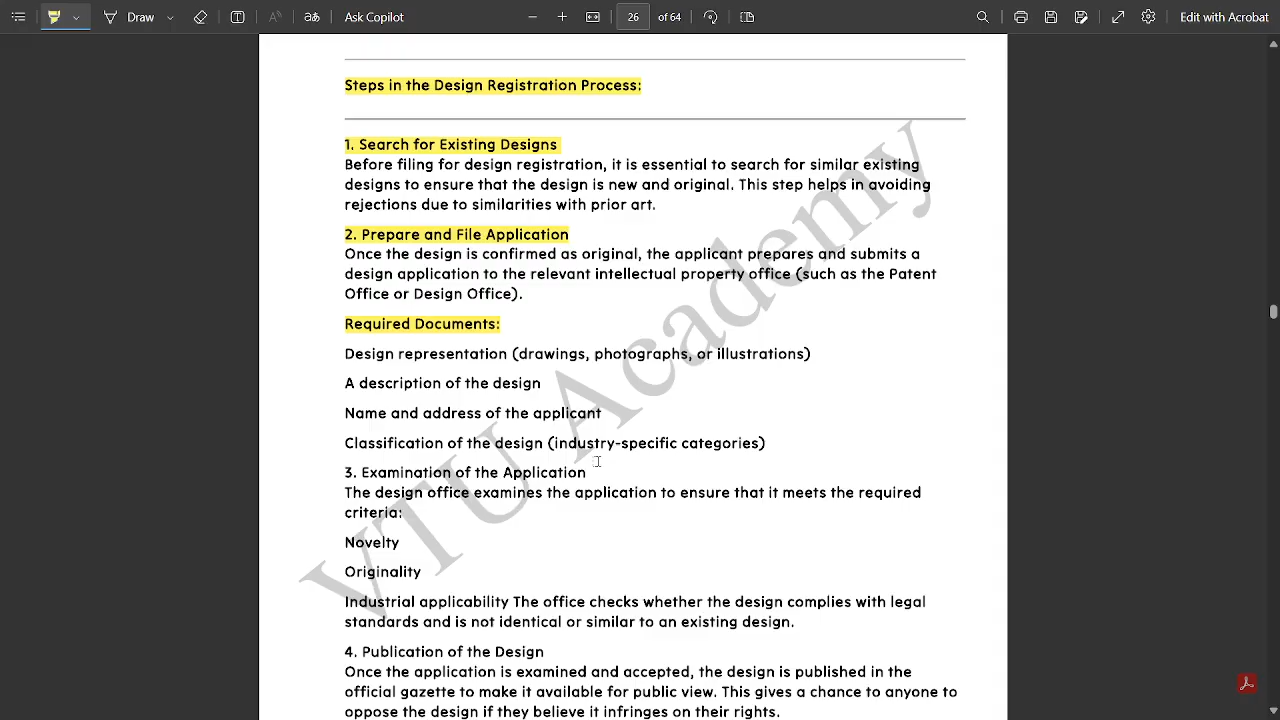 Draw
Ask Copilot
26 of 64
Edit with Acrobat
Steps in the Design Registration Process:
1. Search for Existing Designs
Before filing for design registration, it is essential to search for similar existing
designs to ensure that the design is new and original. This step helps in avoiding
rejections due to similarities with prior art.
2. Prepare and File Application
Once the design is confirmed as original, the applicant prepares and submits a
design application to the relevant intellectual property office (such as the Patent
Office or Design Office).
Required Documents:
Design representation (drawings, photographs, or illustrations)
A description of the design
Name and address of the applicant
Classification of the design (industry-specific categories)
3. Examination of the Application
The design office examines the application to ensure that it meets the required
criteria:
Novelty
Originality
Industrial applicability The office checks whether the design complies with legal
standards and is not identical or similar to an existing design.
4. Publication of the Design
Once the application is examined and accepted, the design is published in the
official gazette to make it available for public view. This gives a chance to anyone to
oppose the design if they believe it infringes on their rights.
VTU Academy